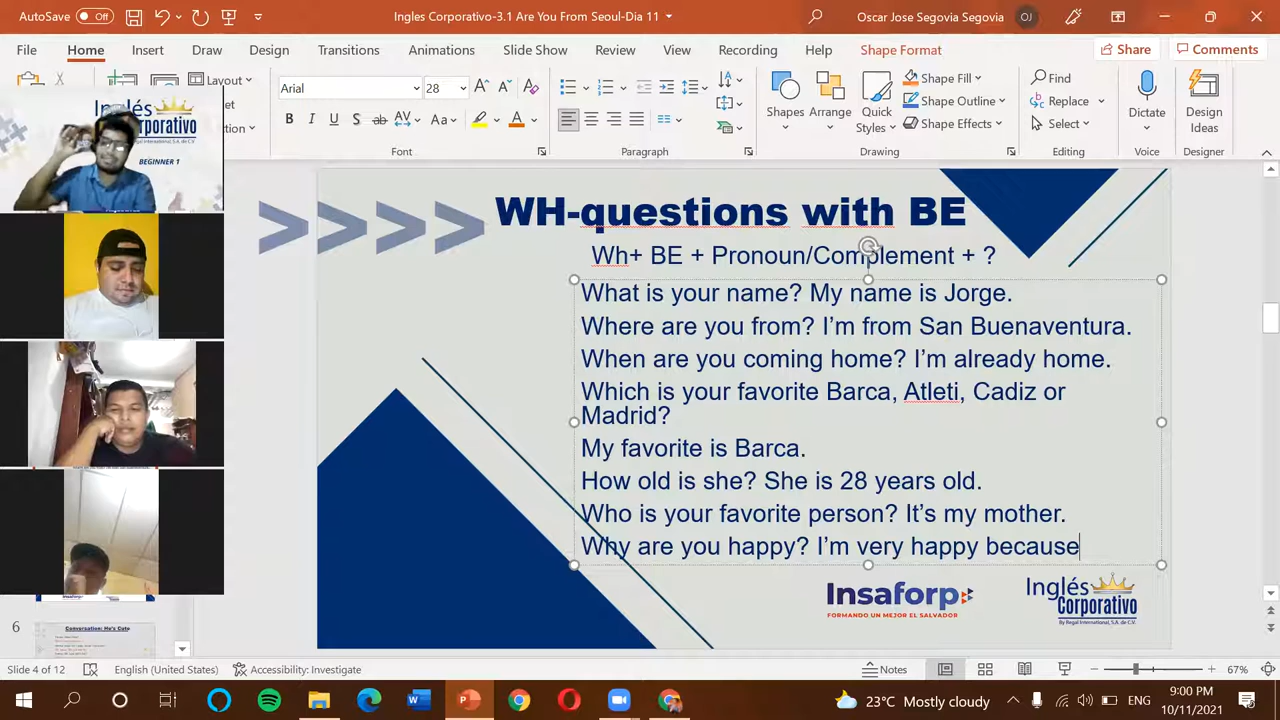 AutoSave Off
Ingles Corporativo-3.1 Are You From Seoul-Dia 11
Oscar Jose Segovia Segovia
OJ
File Home Insert Draw Design Transitions Animations Slide Show Review View Recording Help Shape Format
Share Comments
Layout
Arial 28
Shapes Arrange Quick Styles
Shape Fill
Shape Outline
Shape Effects
Find
Replace
Select
Dictate
Design Ideas
Font Paragraph Drawing Editing Voice Designer
Inglés
Corporativo
By Regal International, S.A. de C.V.
BEGINNER 1
WH-questions with BE
Wh+ BE + Pronoun/Complement + ?
What is your name? My name is Jorge.
Where are you from? I’m from San Buenaventura.
When are you coming home? I’m already home.
Which is your favorite Barca, Atleti, Cadiz or
Madrid?
My favorite is Barca.
How old is she? She is 28 years old.
Who is your favorite person? It’s my mother.
Why are you happy? I’m very happy because
Insaforp
FORMANDO UN MEJOR EL SALVADOR
Inglés
Corporativo
By Regal International, S.A. de C.V.
6
Conversation: He's Cute
Slide 4 of 12 English (United States) Accessibility: Investigate
Notes 67%
23°C Mostly cloudy ENG
9:00 PM
10/11/2021